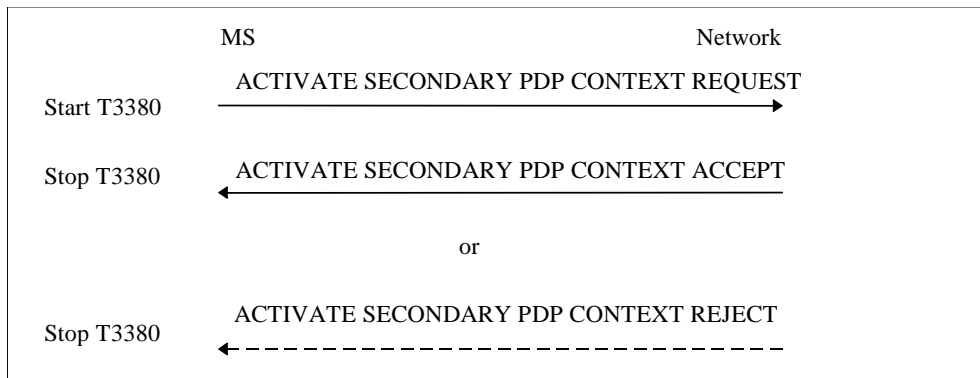 MS Network
ACTIVATE SECONDARY PDP CONTEXT REQUEST
Start T3380
ACTIVATE SECONDARY PDP CONTEXT ACCEPT
Stop T3380
or
ACTIVATE SECONDARY PDP CONTEXT REJECT
Stop T3380